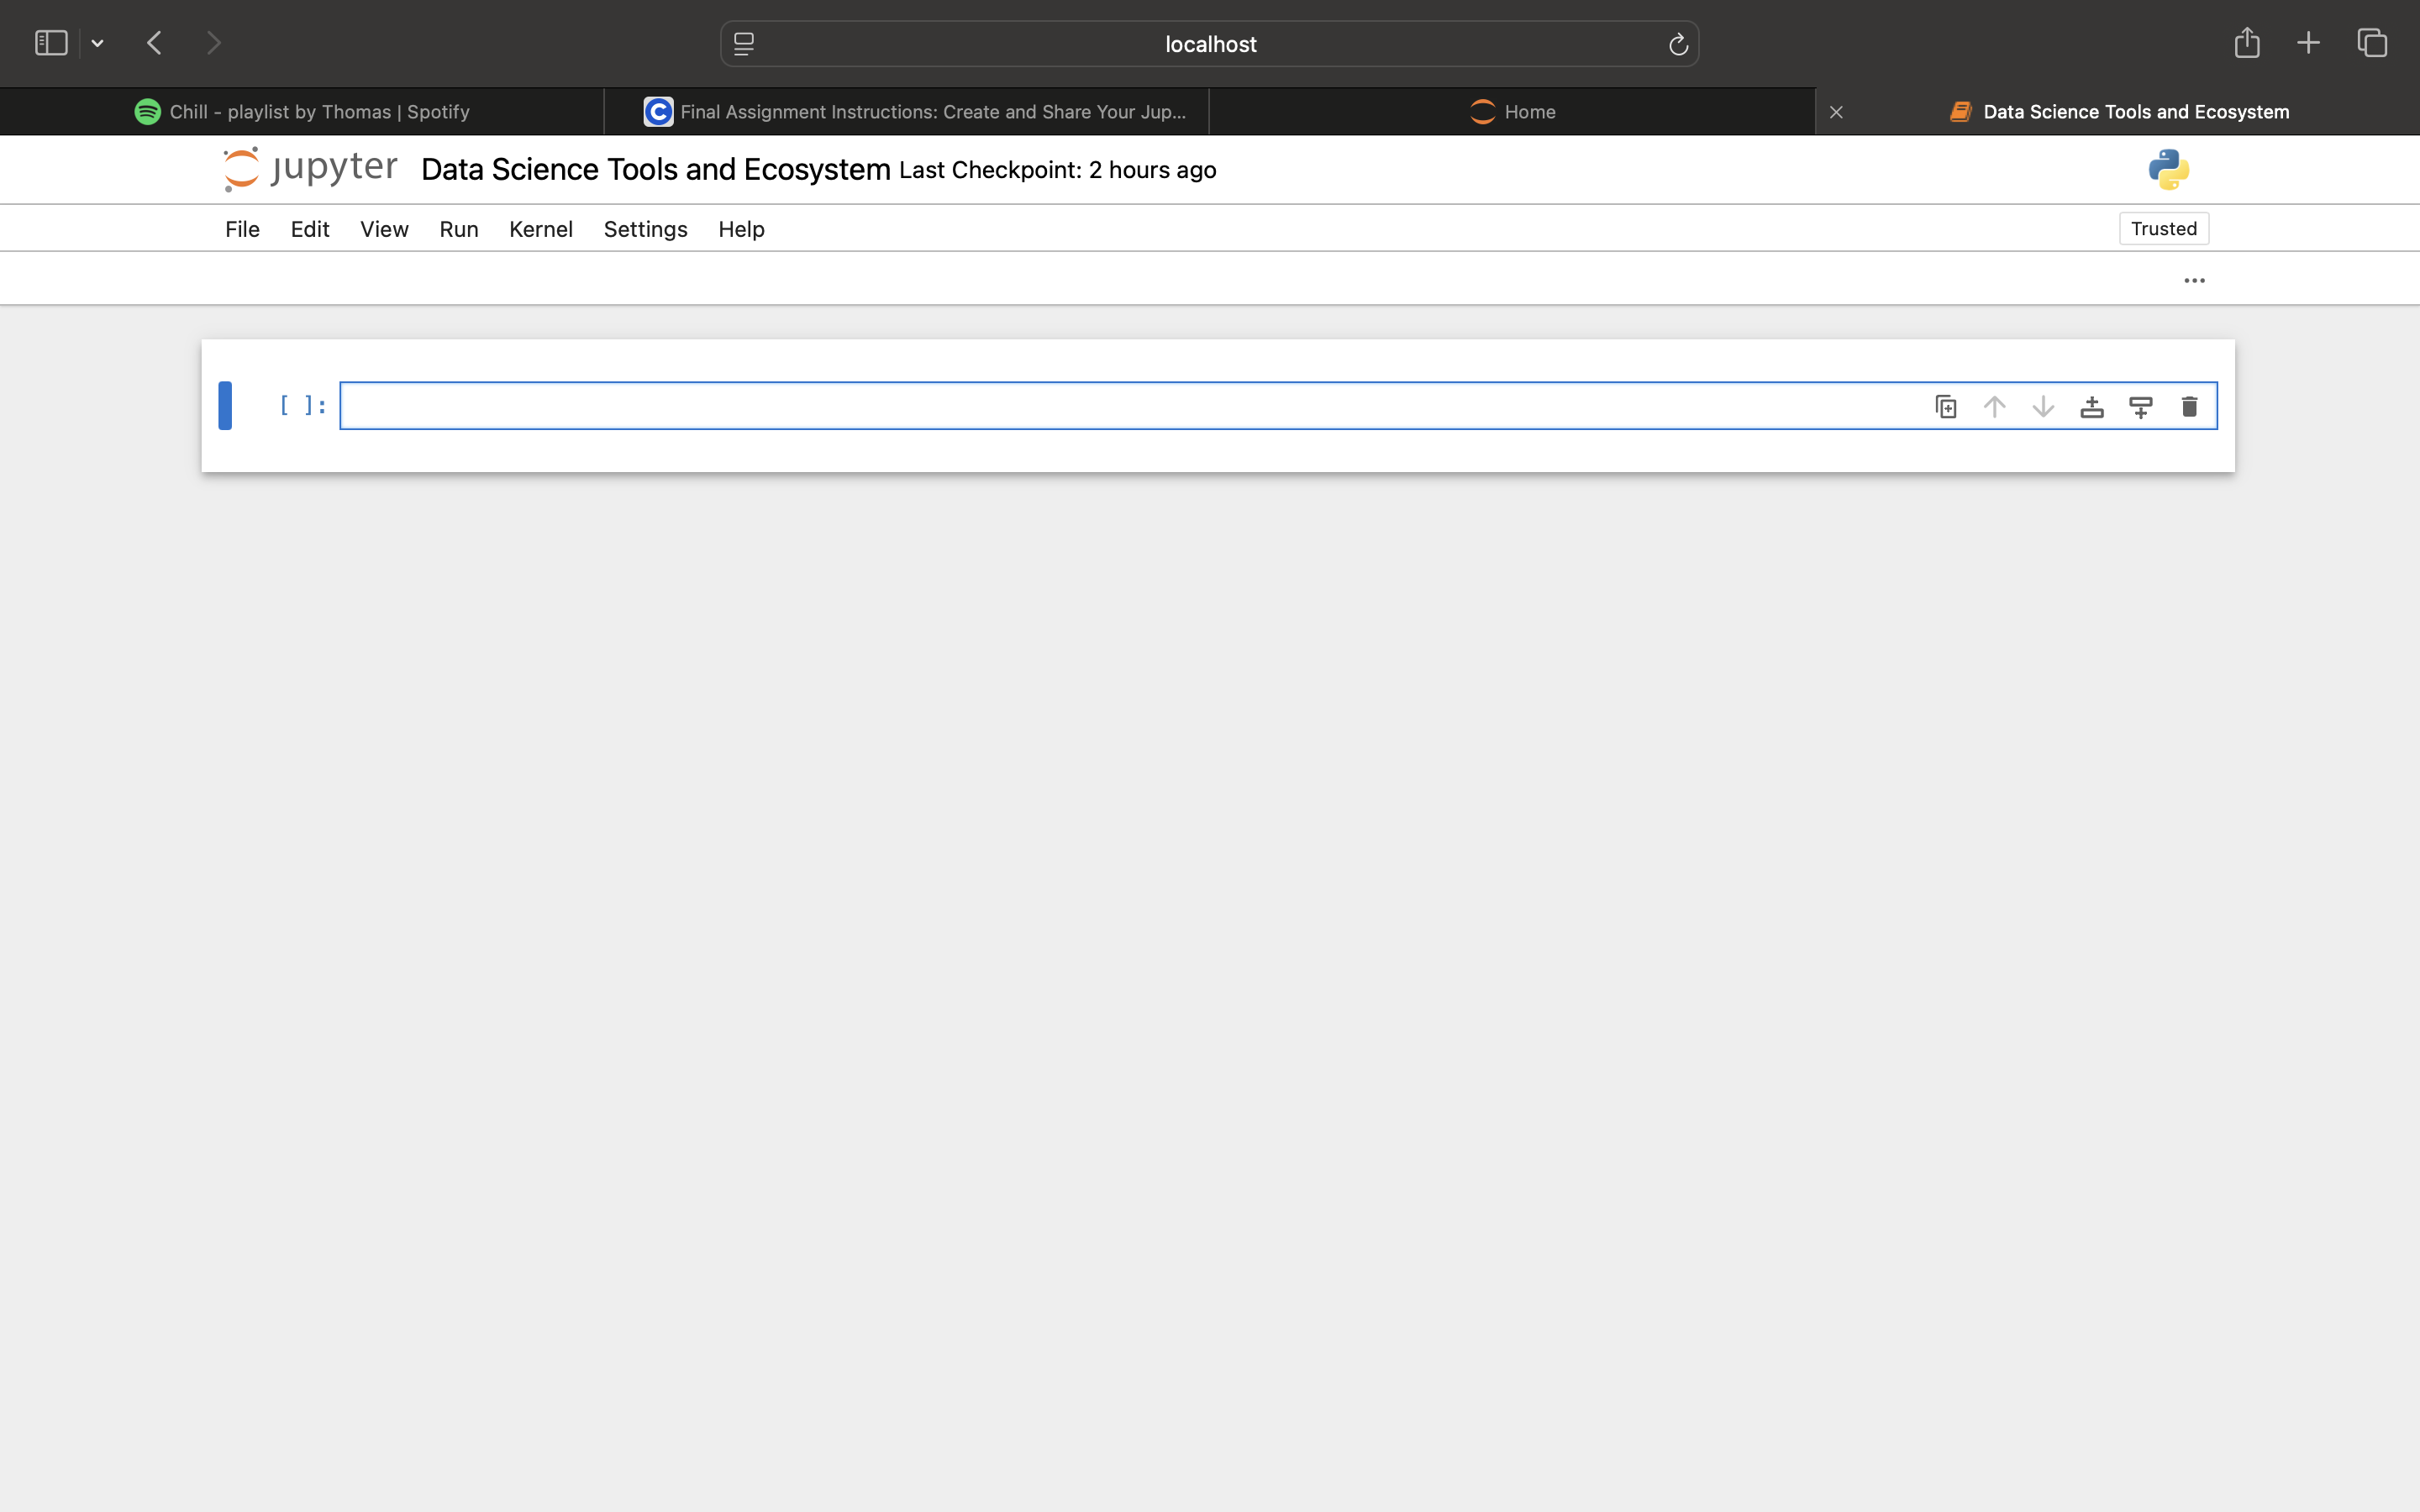 localhost
Chill - playlist by Thomas | Spotify
Final Assignment Instructions: Create and Share Your Jup...
Home
Data Science Tools and Ecosystem
jupyter Data Science Tools and Ecosystem Last Checkpoint: 2 hours ago
File Edit View Run Kernel Settings Help
Trusted
[ ]: